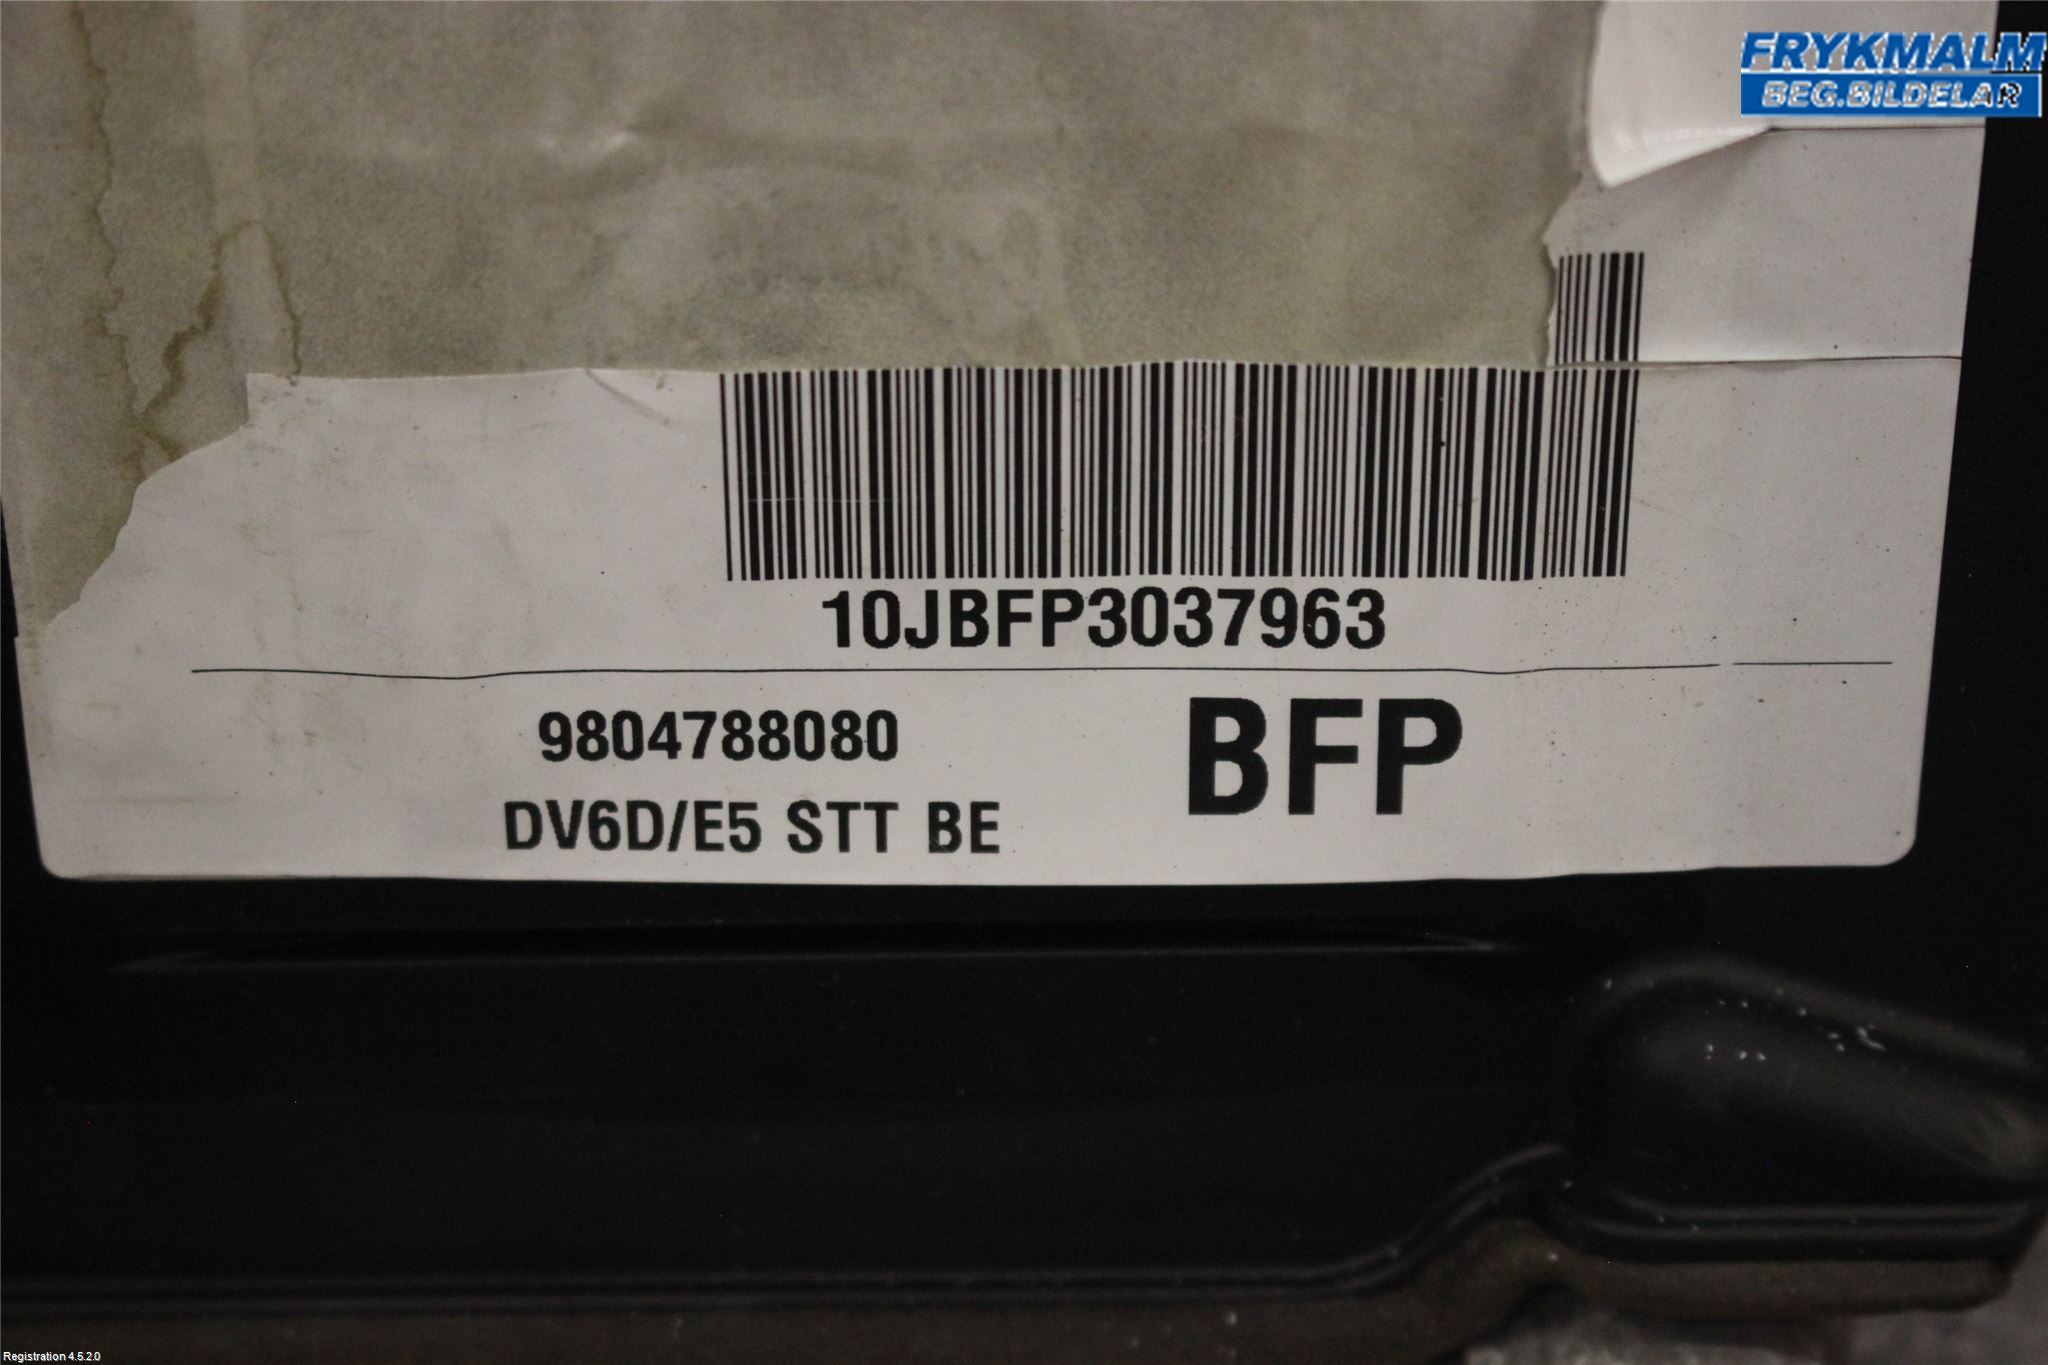 FRYKMALM
BEG.BILDELAR
10JBFP3037963
9804788080
BFP
DV6D/E5 STT BE
Registration 4.5.2.0